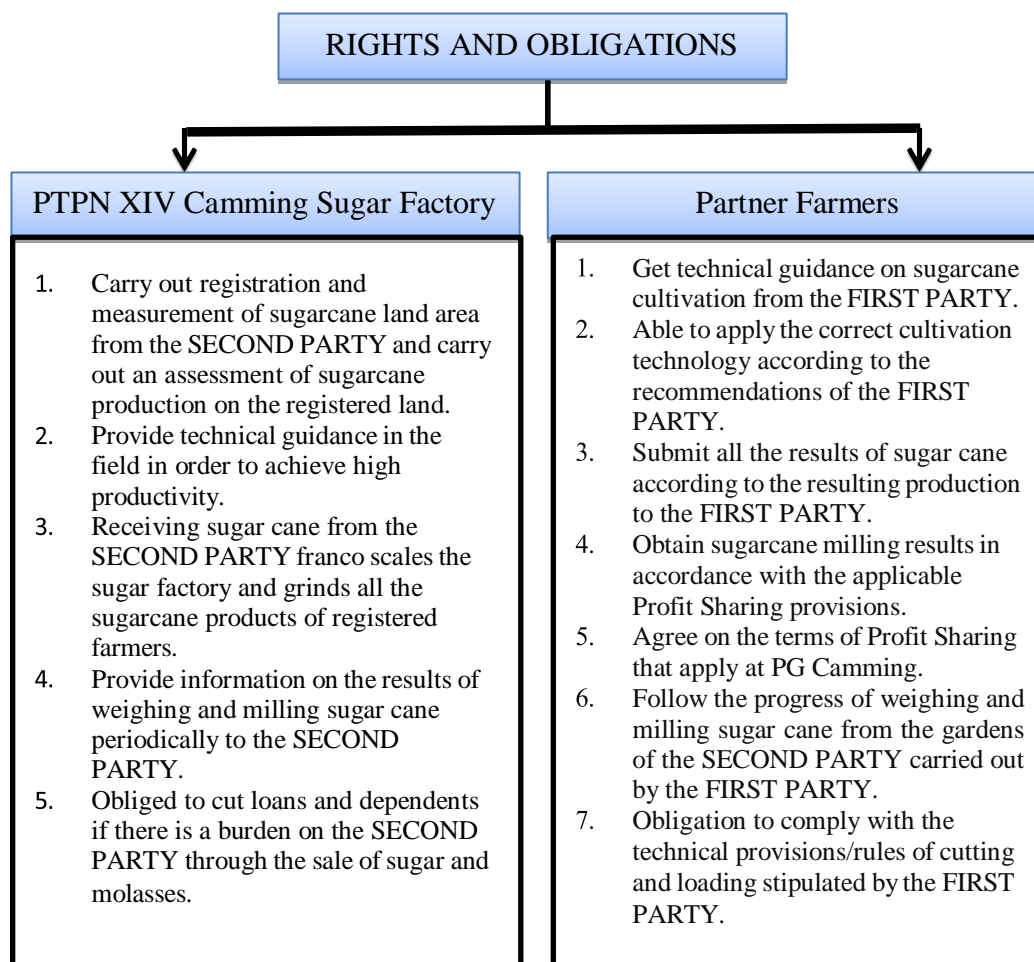 RIGHTS AND OBLIGATIONS
PTPN XIV Camming Sugar Factory
1. Carry out registration and
measurement of sugarcane land area
from the SECOND PARTY and carry
out an assessment of sugarcane
production on the registered land.
2. Provide technical guidance in the
field in order to achieve high
productivity.
3. Receiving sugar cane from the
SECOND PARTY franco scales the
sugar factory and grinds all the
sugarcane products of registered
farmers.
4. Provide information on the results of
weighing and milling sugar cane
periodically to the SECOND
PARTY.
5. Obliged to cut loans and dependents
if there is a burden on the SECOND
PARTY through the sale of sugar and
molasses.
Partner Farmers
1. Get technical guidance on sugarcane
cultivation from the FIRST PARTY.
2. Able to apply the correct cultivation
technology according to the
recommendations of the FIRST
PARTY.
3. Submit all the results of sugar cane
according to the resulting production
to the FIRST PARTY.
4. Obtain sugarcane milling results in
accordance with the applicable
Profit Sharing provisions.
5. Agree on the terms of Profit Sharing
that apply at PG Camming.
6. Follow the progress of weighing and
milling sugar cane from the gardens
of the SECOND PARTY carried out
by the FIRST PARTY.
7. Obligation to comply with the
technical provisions/rules of cutting
and loading stipulated by the FIRST
PARTY.